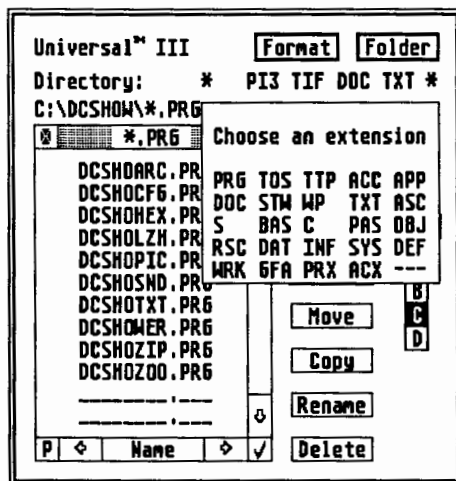 Universal™ III Format Folder
Directory: * PI3 TIF DOC TXT *
C:\DCSHOW\*.PRG
*.PRG
Choose an extension
PRG TOS TTP ACC APP
DOC STW WP TXT ASC
S BAS C PAS OBJ
RSC DAT INF SYS DEF
WRK GFA PRX ACX ---
DCSHOARC.PR
DCSHOCFG.PR
DCSHOHEX.PR
DCSHOLZH.PR
DCSHOPIC.PR
DCSHOSND.PR
DCSHOTXT.PRG
DCSHOWER.PRG
DCSHOZIP.PRG
DCSHOZOO.PRG
--------.---
--------.---
P Name
B
C
D
Move
Copy
Rename
Delete